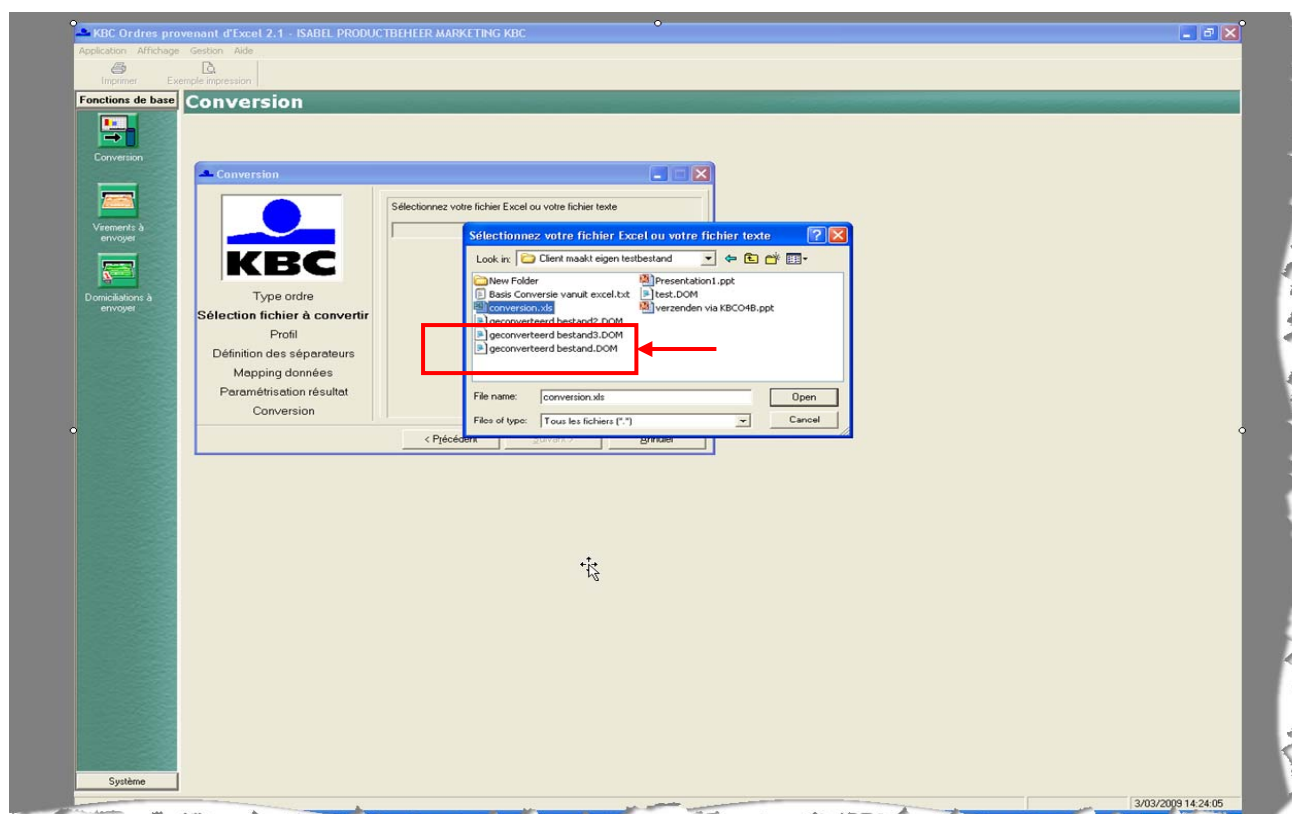 KBC Ordres provenant d'Excel 2.1 - ISABEL PRODUCTBEHEER MARKETING KBC
Application Affichage Gestion Aide
Imprimer Exemple impression
Fonctions de base
Conversion
Conversion
Virements à
envoyer
Domiciliations à
envoyer
Système
Conversion
KBC
Type ordre
Sélection fichier à convertir
Profil
Définition des séparateurs
Mapping données
Paramétrisation résultat
Conversion
Sélectionnez votre fichier Excel ou votre fichier texte
< Précédent
Annuler
Sélectionnez votre fichier Excel ou votre fichier texte
Look in: Client maakt eigen testbestand
New Folder
Basis Conversie vanuit excel.txt
conversion.xls
geconverteerd bestand2.DOM
geconverteerd bestand3.DOM
geconverteerd bestand.DOM
Presentation1.ppt
test.DOM
verzenden via KBCO4B.ppt
File name: conversion.xls Open
Files of type: Tous les fichiers (".") Cancel
3/03/2009 14:24:05